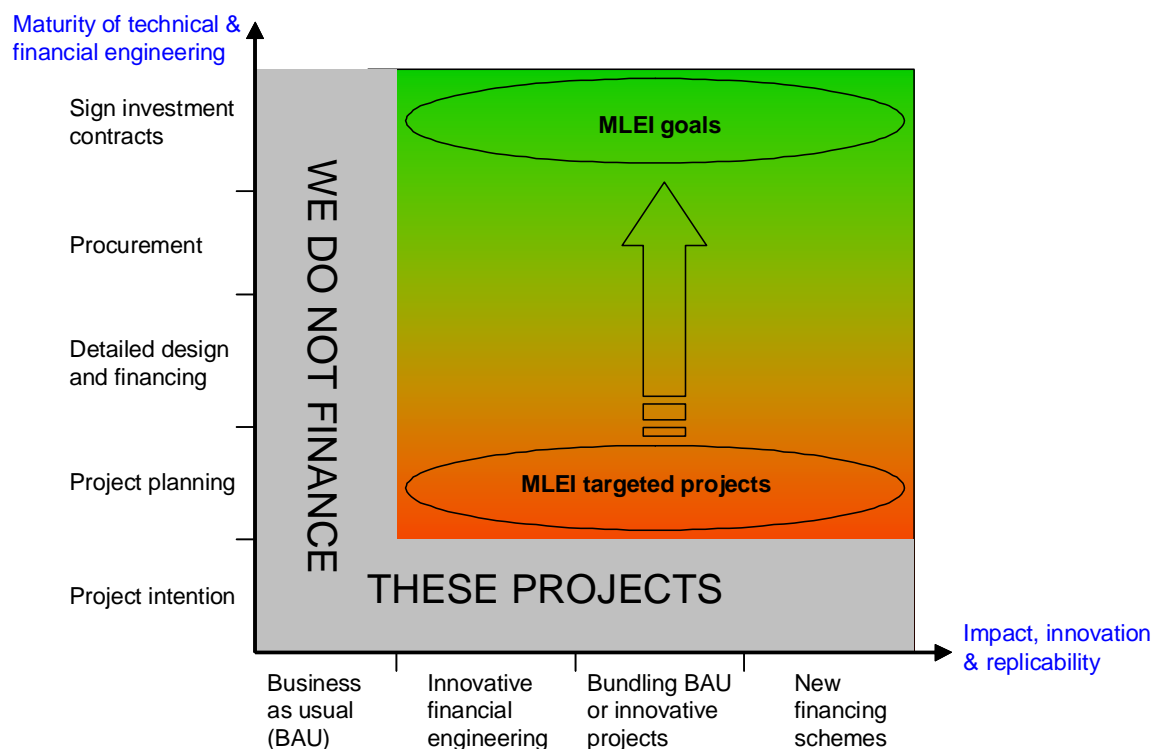 Maturity of technical &
financial engineering
Sign investment
contracts
MLEI goals
WE DO NOT FINANCE
Procurement
Detailed design
and financing
Project planning
MLEI targeted projects
Project intention
THESE PROJECTS
Impact, innovation
& replicability
Business
as usual
(BAU)
Innovative
financial
engineering
Bundling BAU
or innovative
projects
New
financing
schemes